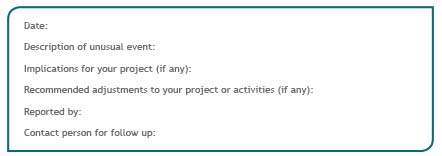 Date:
Description of unusual event:
Implications for your project (if any):
Recommended adjustments to your project or activities (if any):
Reported by:
Contact person for follow up: